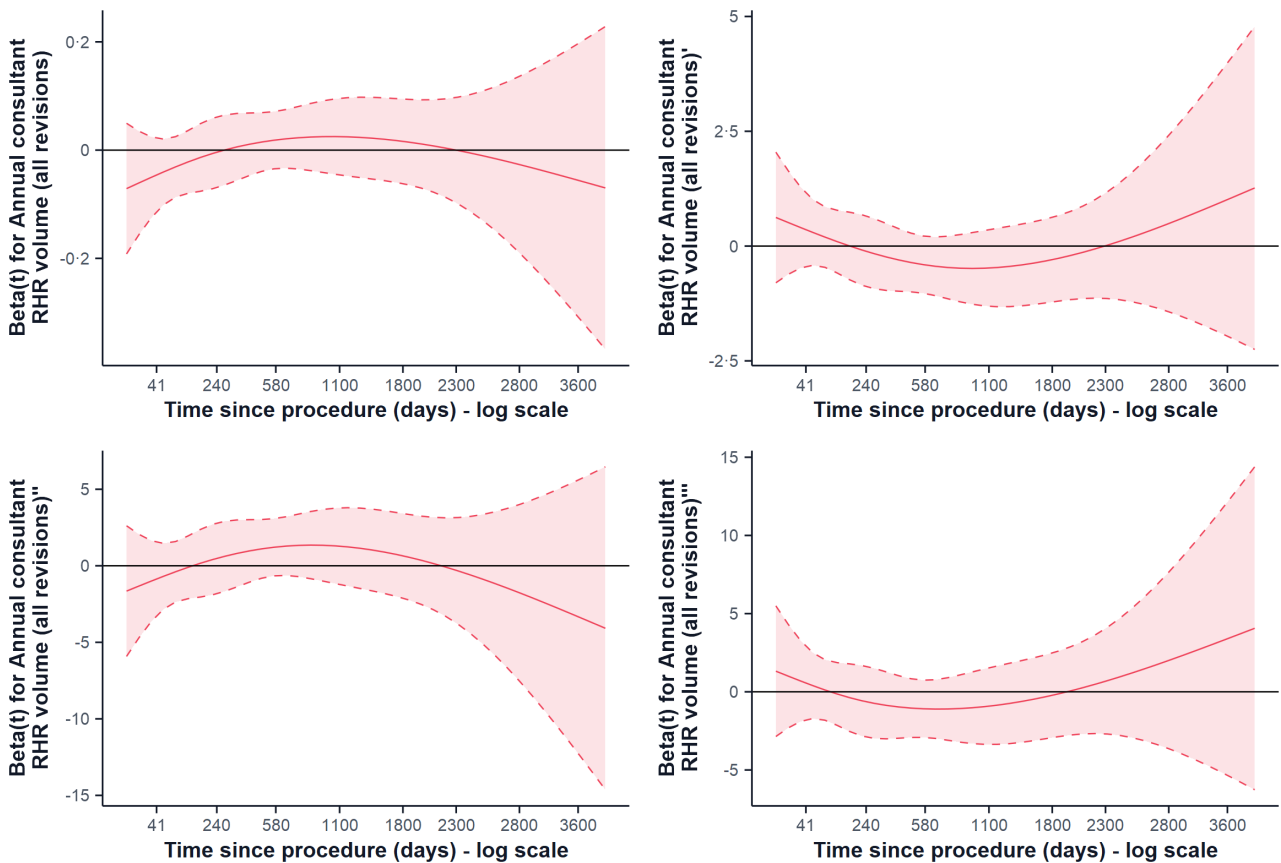 Beta(t) for Annual consultant
RHR volume (all revisions)
0·2
0
-0·2
41 240 580 1100 1800 2300 2800 3600
Time since procedure (days) - log scale
Beta(t) for Annual consultant
RHR volume (all revisions)'
5
2·5
0
-2·5
41 240 580 1100 1800 2300 2800 3600
Time since procedure (days) - log scale
Beta(t) for Annual consultant
RHR volume (all revisions)''
5
0
-5
-10
-15
41 240 580 1100 1800 2300 2800 3600
Time since procedure (days) - log scale
Beta(t) for Annual consultant
RHR volume (all revisions)'''
15
10
5
0
-5
41 240 580 1100 1800 2300 2800 3600
Time since procedure (days) - log scale